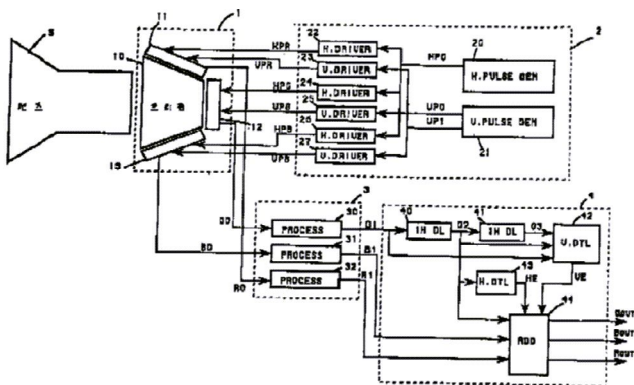 1
2
S
11
10
22
H.DRIVER
HPR
23
V.DRIVER
VPR
24
H.DRIVER
HPG
25
V.DRIVER
VPG
26
H.DRIVER
HPB
27
V.DRIVER
VPB
HPO
20
H.PULSE GEN
VPO
VP1
V.PULSE GEN
21
12
13
3
30
GO
PROCESS
G1
31
BO
PROCESS
B1
32
RO
PROCESS
R1
4
40
1H DL
G2
41
1H DL
G3
42
V.DTL
43
H.DTL
HE
VE
44
ADD
GOUT
BOUT
ROUT